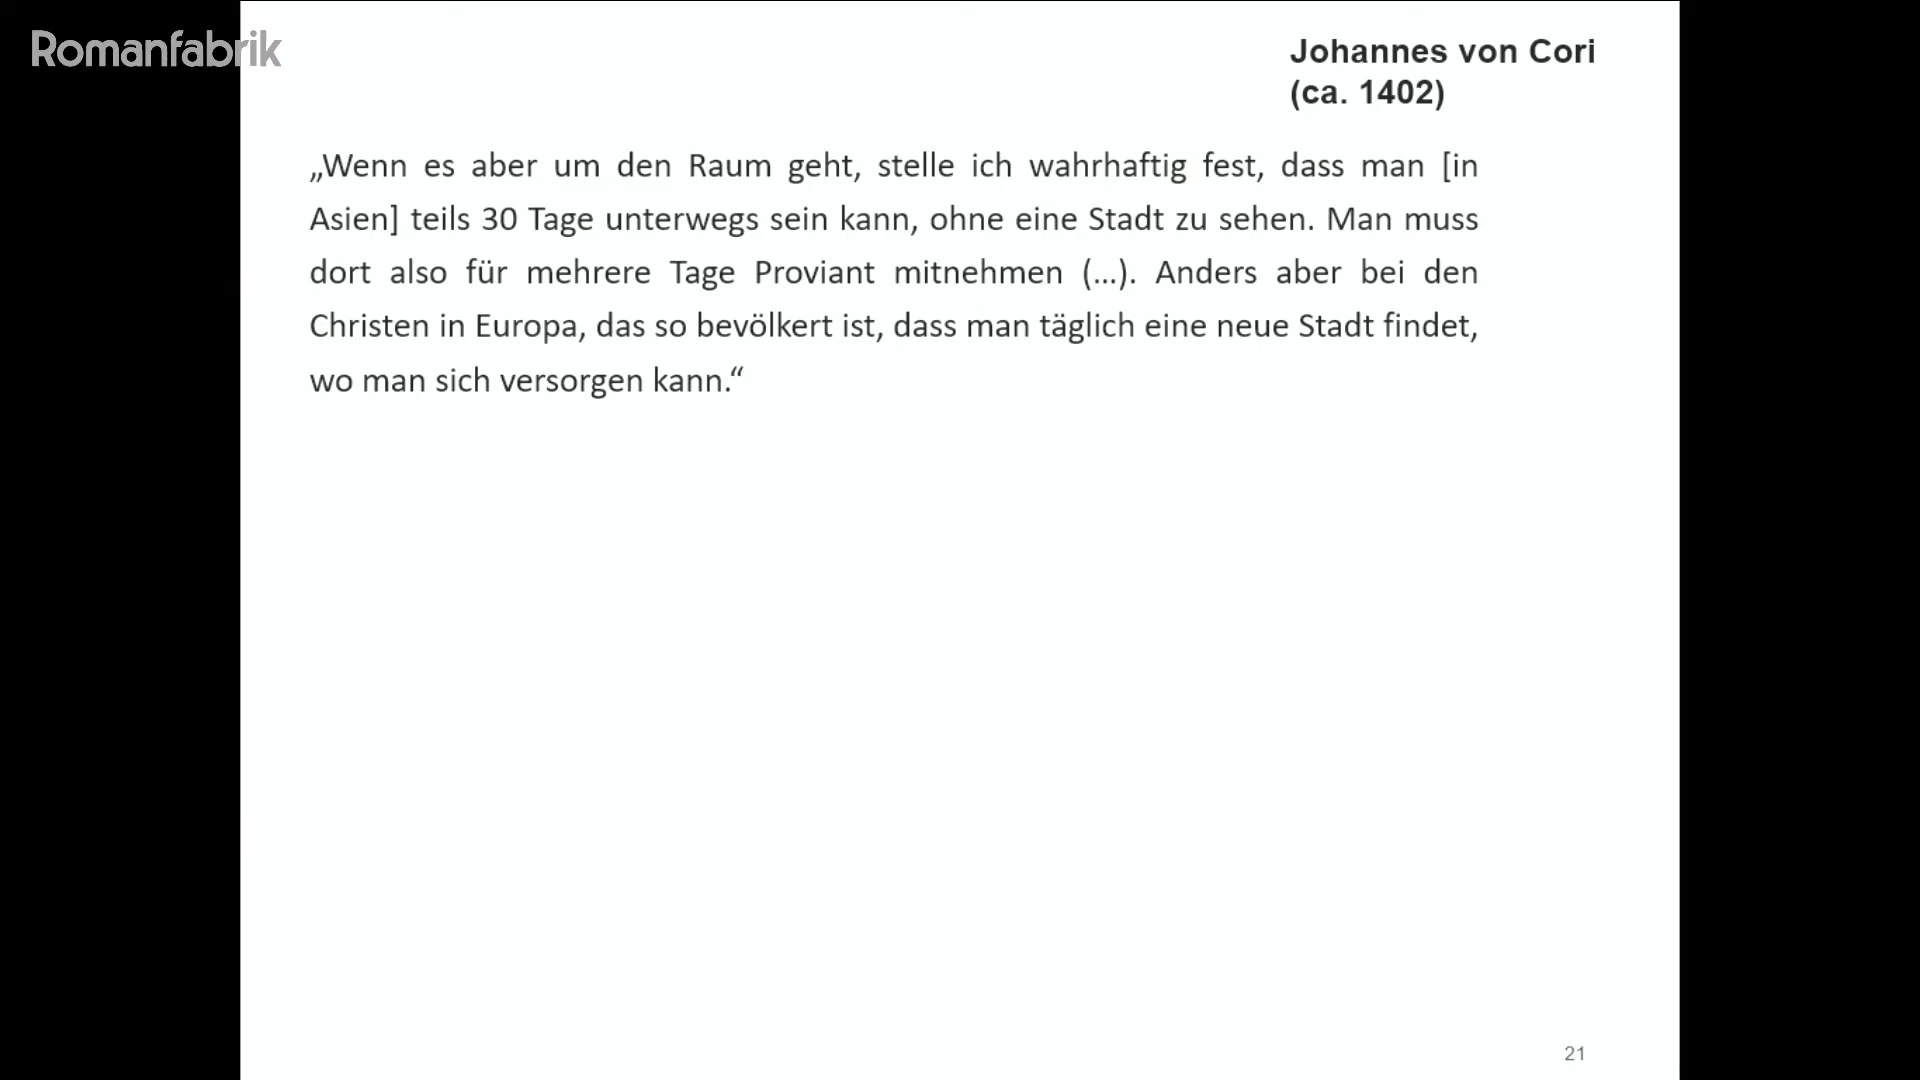 Romanfabrik
Johannes von Cori
(ca. 1402)
„Wenn es aber um den Raum geht, stelle ich wahrhaftig fest, dass man [in
Asien] teils 30 Tage unterwegs sein kann, ohne eine Stadt zu sehen. Man muss
dort also für mehrere Tage Proviant mitnehmen (…). Anders aber bei den
Christen in Europa, das so bevölkert ist, dass man täglich eine neue Stadt findet,
wo man sich versorgen kann.“
21